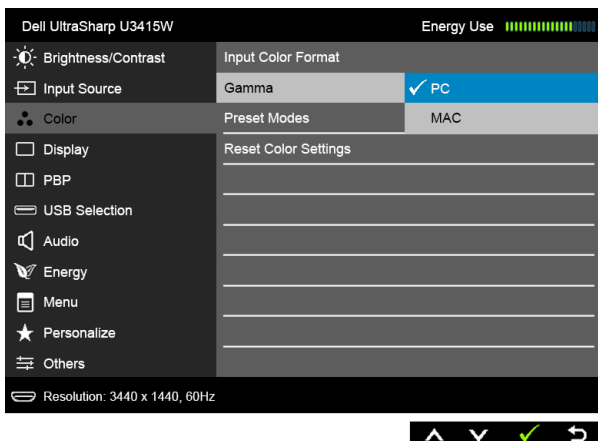 Dell UltraSharp U3415W
Energy Use
Brightness/Contrast
Input Color Format
Input Source
Gamma
PC
Color
Preset Modes
MAC
Display
Reset Color Settings
PBP
USB Selection
Audio
Energy
Menu
Personalize
Others
Resolution: 3440 x 1440, 60Hz